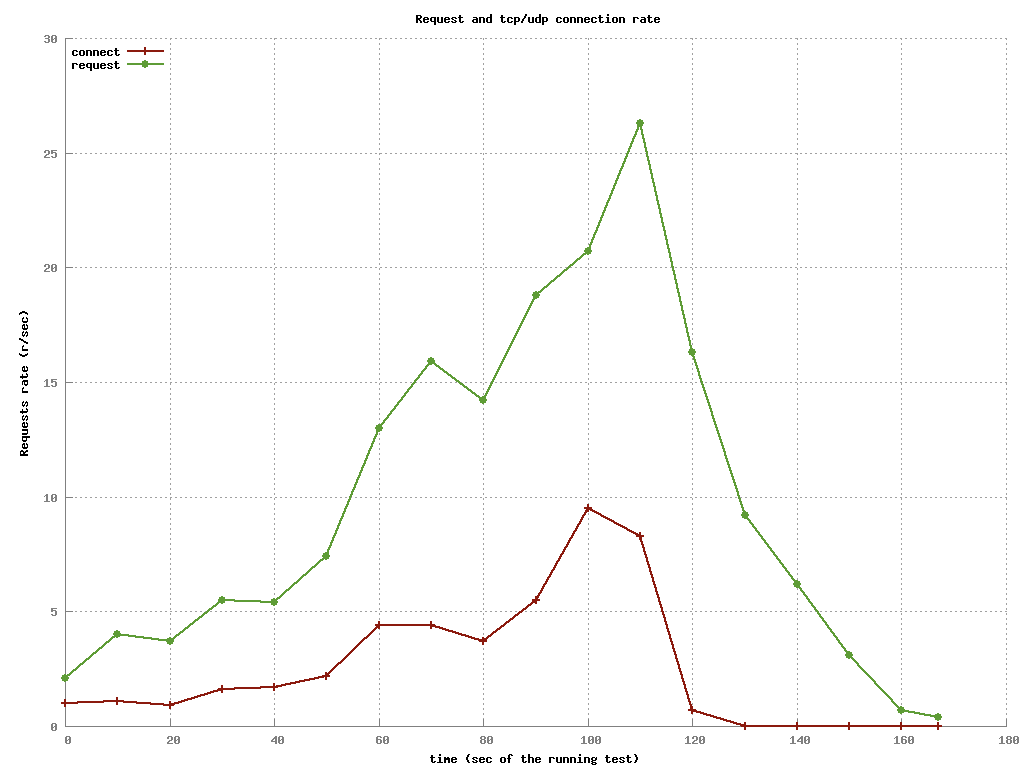 Request and tcp/udp connection rate
connect
request
30
25
20
15
10
5
0
Requests rate (r/sec)
0 20 40 60 80 100 120 140 160 180
time (sec of the running test)